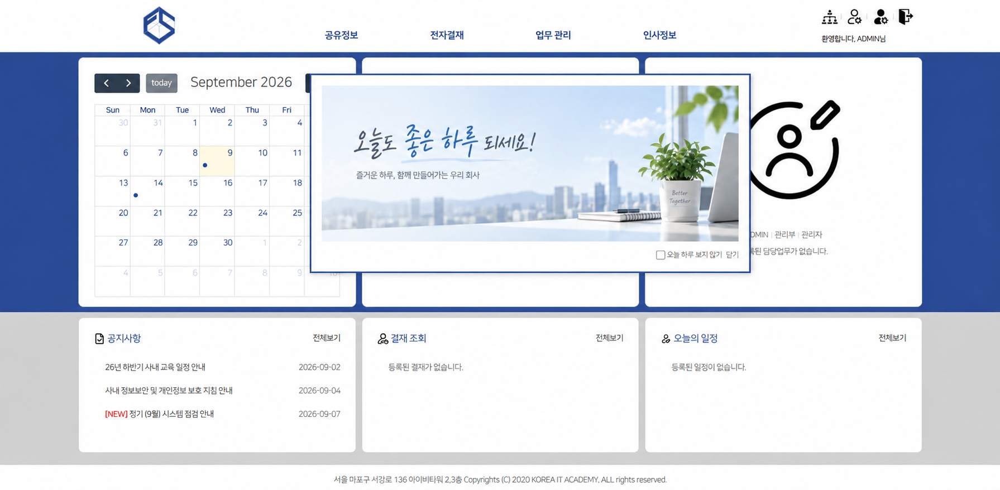 공유정보
전자결재
업무 관리
인사정보
환영합니다, ADMIN님
today
September 2026
Sun Mon Tue Wed Thu Fri
30 31 1 2 3 4
6 7 8 9 10 11
13 14 15 16 17 18
20 21 22 23 24 25
27 28 29 30 1 2
4 5 6 7 8 9 10
오늘도 좋은 하루 되세요!
즐거운 하루, 함께 만들어가는 우리 회사
Better
Together
오늘 하루 보지 않기 닫기
DMIN | 관리부 | 관리자
록된 담당업무가 없습니다.
공지사항 전체보기
26년 하반기 사내 교육 일정 안내 2026-09-02
사내 정보보안 및 개인정보 보호 지침 안내 2026-09-04
[NEW] 정기 (9월) 시스템 점검 안내 2026-09-07
결재 조회 전체보기
등록된 결재가 없습니다.
오늘의 일정 전체보기
등록된 일정이 없습니다.
서울 마포구 서강로 136 아이비타워 2,3층 Copyrights (C) 2020 KOREA IT ACADEMY. ALL rights reserved.